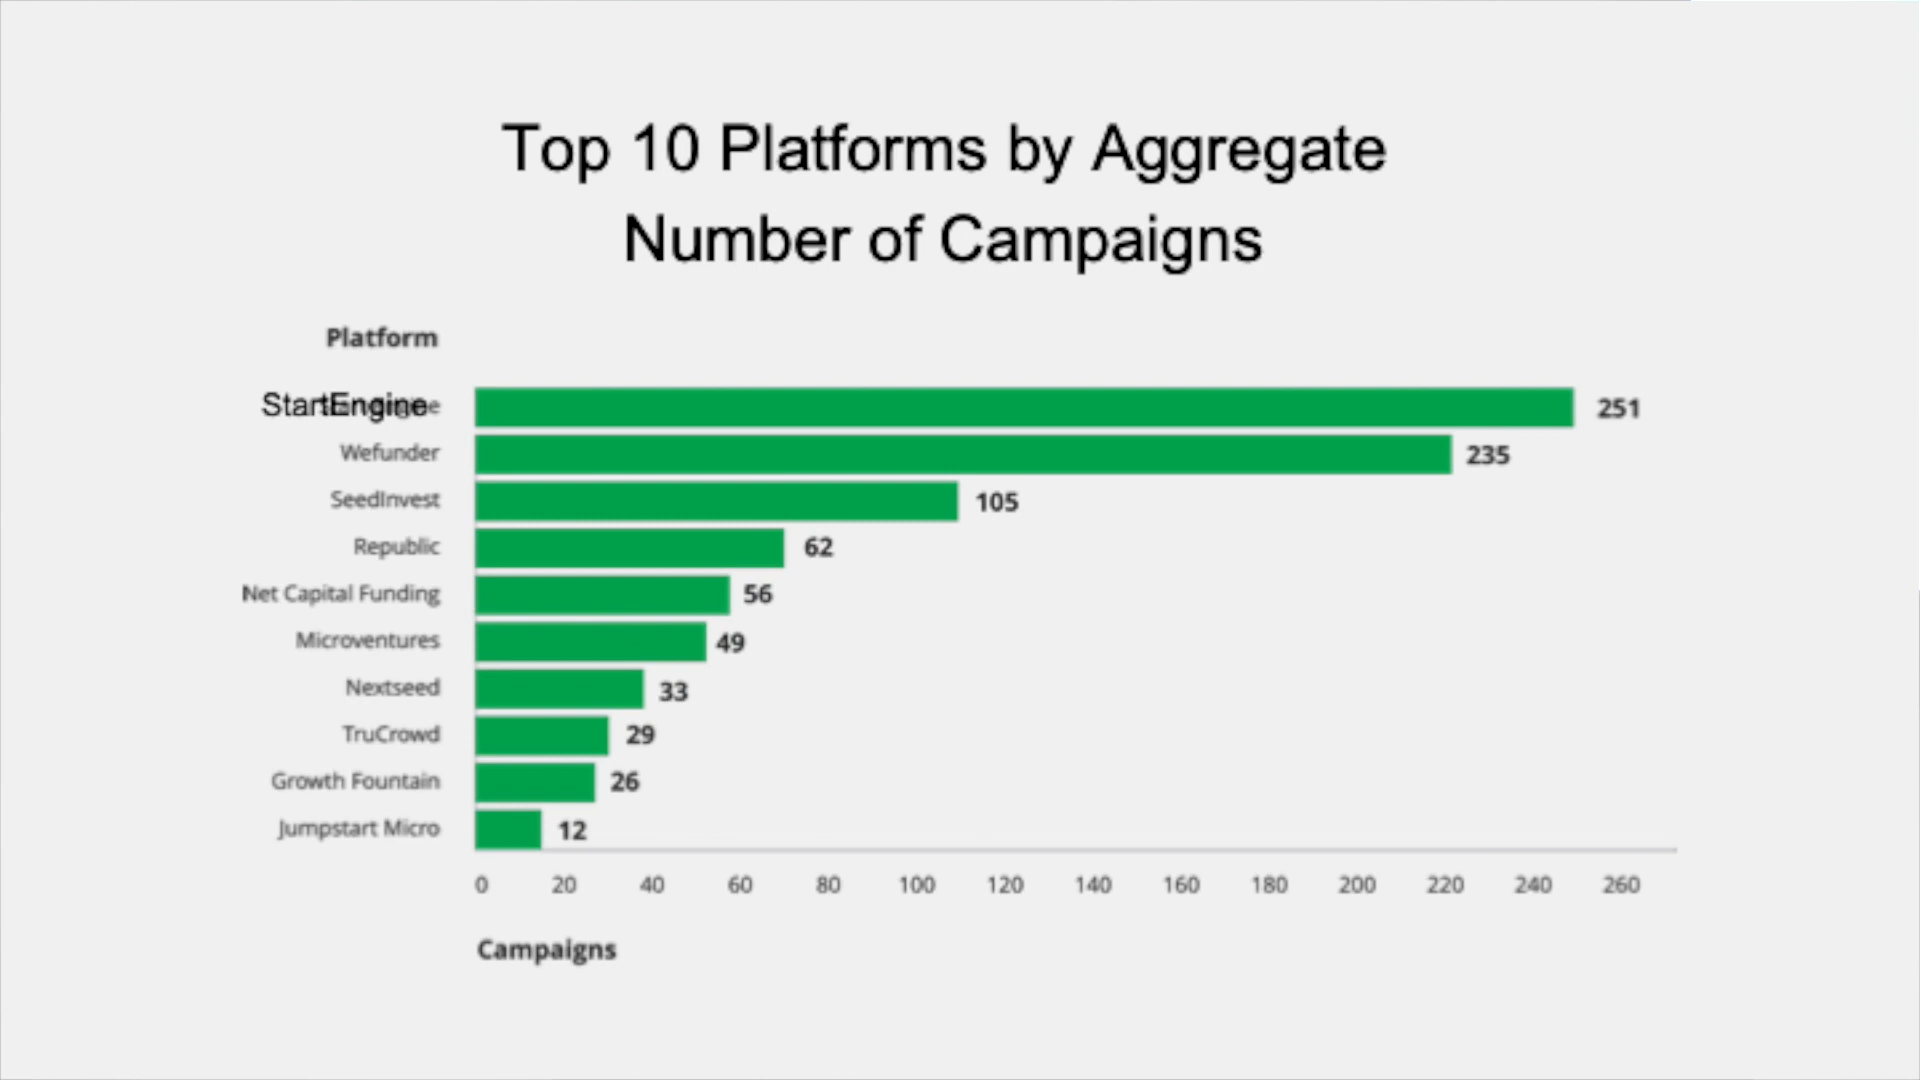 Top 10 Platforms by Aggregate
Number of Campaigns
Platform
StartEngine 251
Wefunder 235
SeedInvest 105
Republic 62
Net Capital Funding 56
Microventures 49
Nextseed 33
TruCrowd 29
Growth Fountain 26
Jumpstart Micro 12
0 20 40 60 80 100 120 140 160 180 200 220 240 260
Campaigns